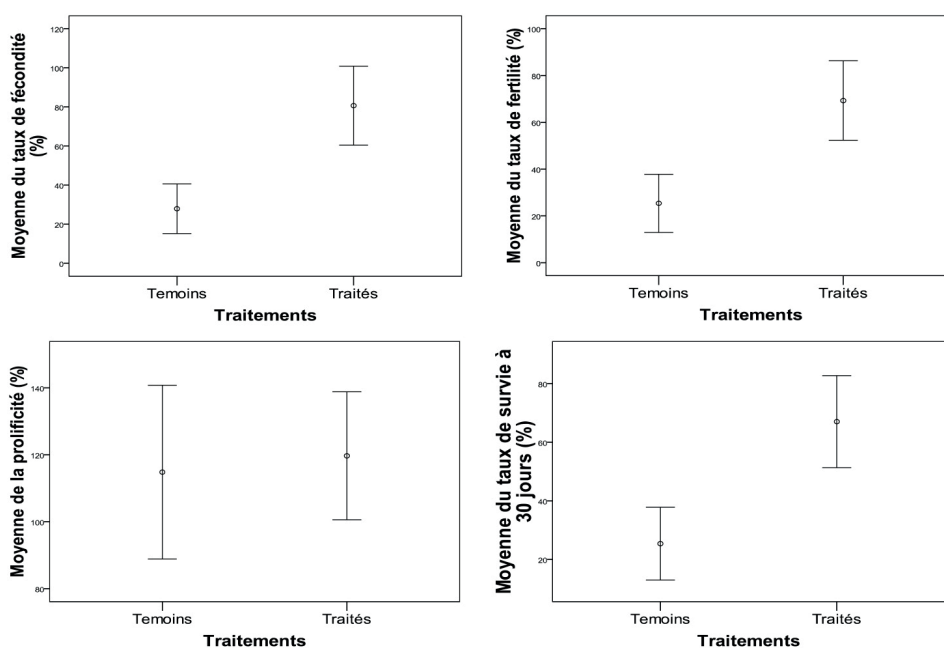 Moyenne du taux de fécondité
(%)
120
100
80
60
40
20
0
Temoins Traités
Traitements
Moyenne du taux de fertilité (%)
100
80
60
40
20
0
Temoins Traités
Traitements
Moyenne de la prolificité (%)
140
120
100
80
Temoins Traités
Traitements
Moyenne du taux de survie à
30 jours (%)
80
60
40
20
Temoins Traités
Traitements